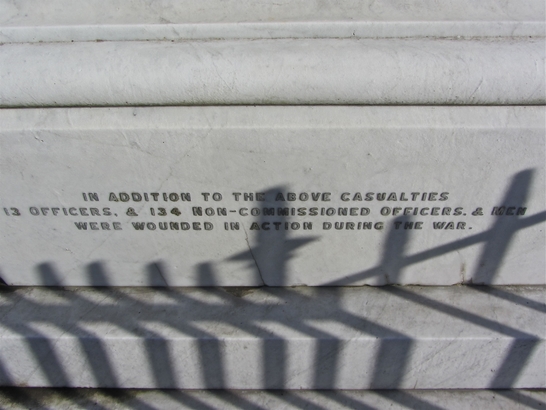 IN ADDITION TO THE ABOVE CASUALTIES
13 OFFICERS, & 134 NON-COMMISSIONED OFFICERS, & MEN
WERE WOUNDED IN ACTION DURING THE WAR.